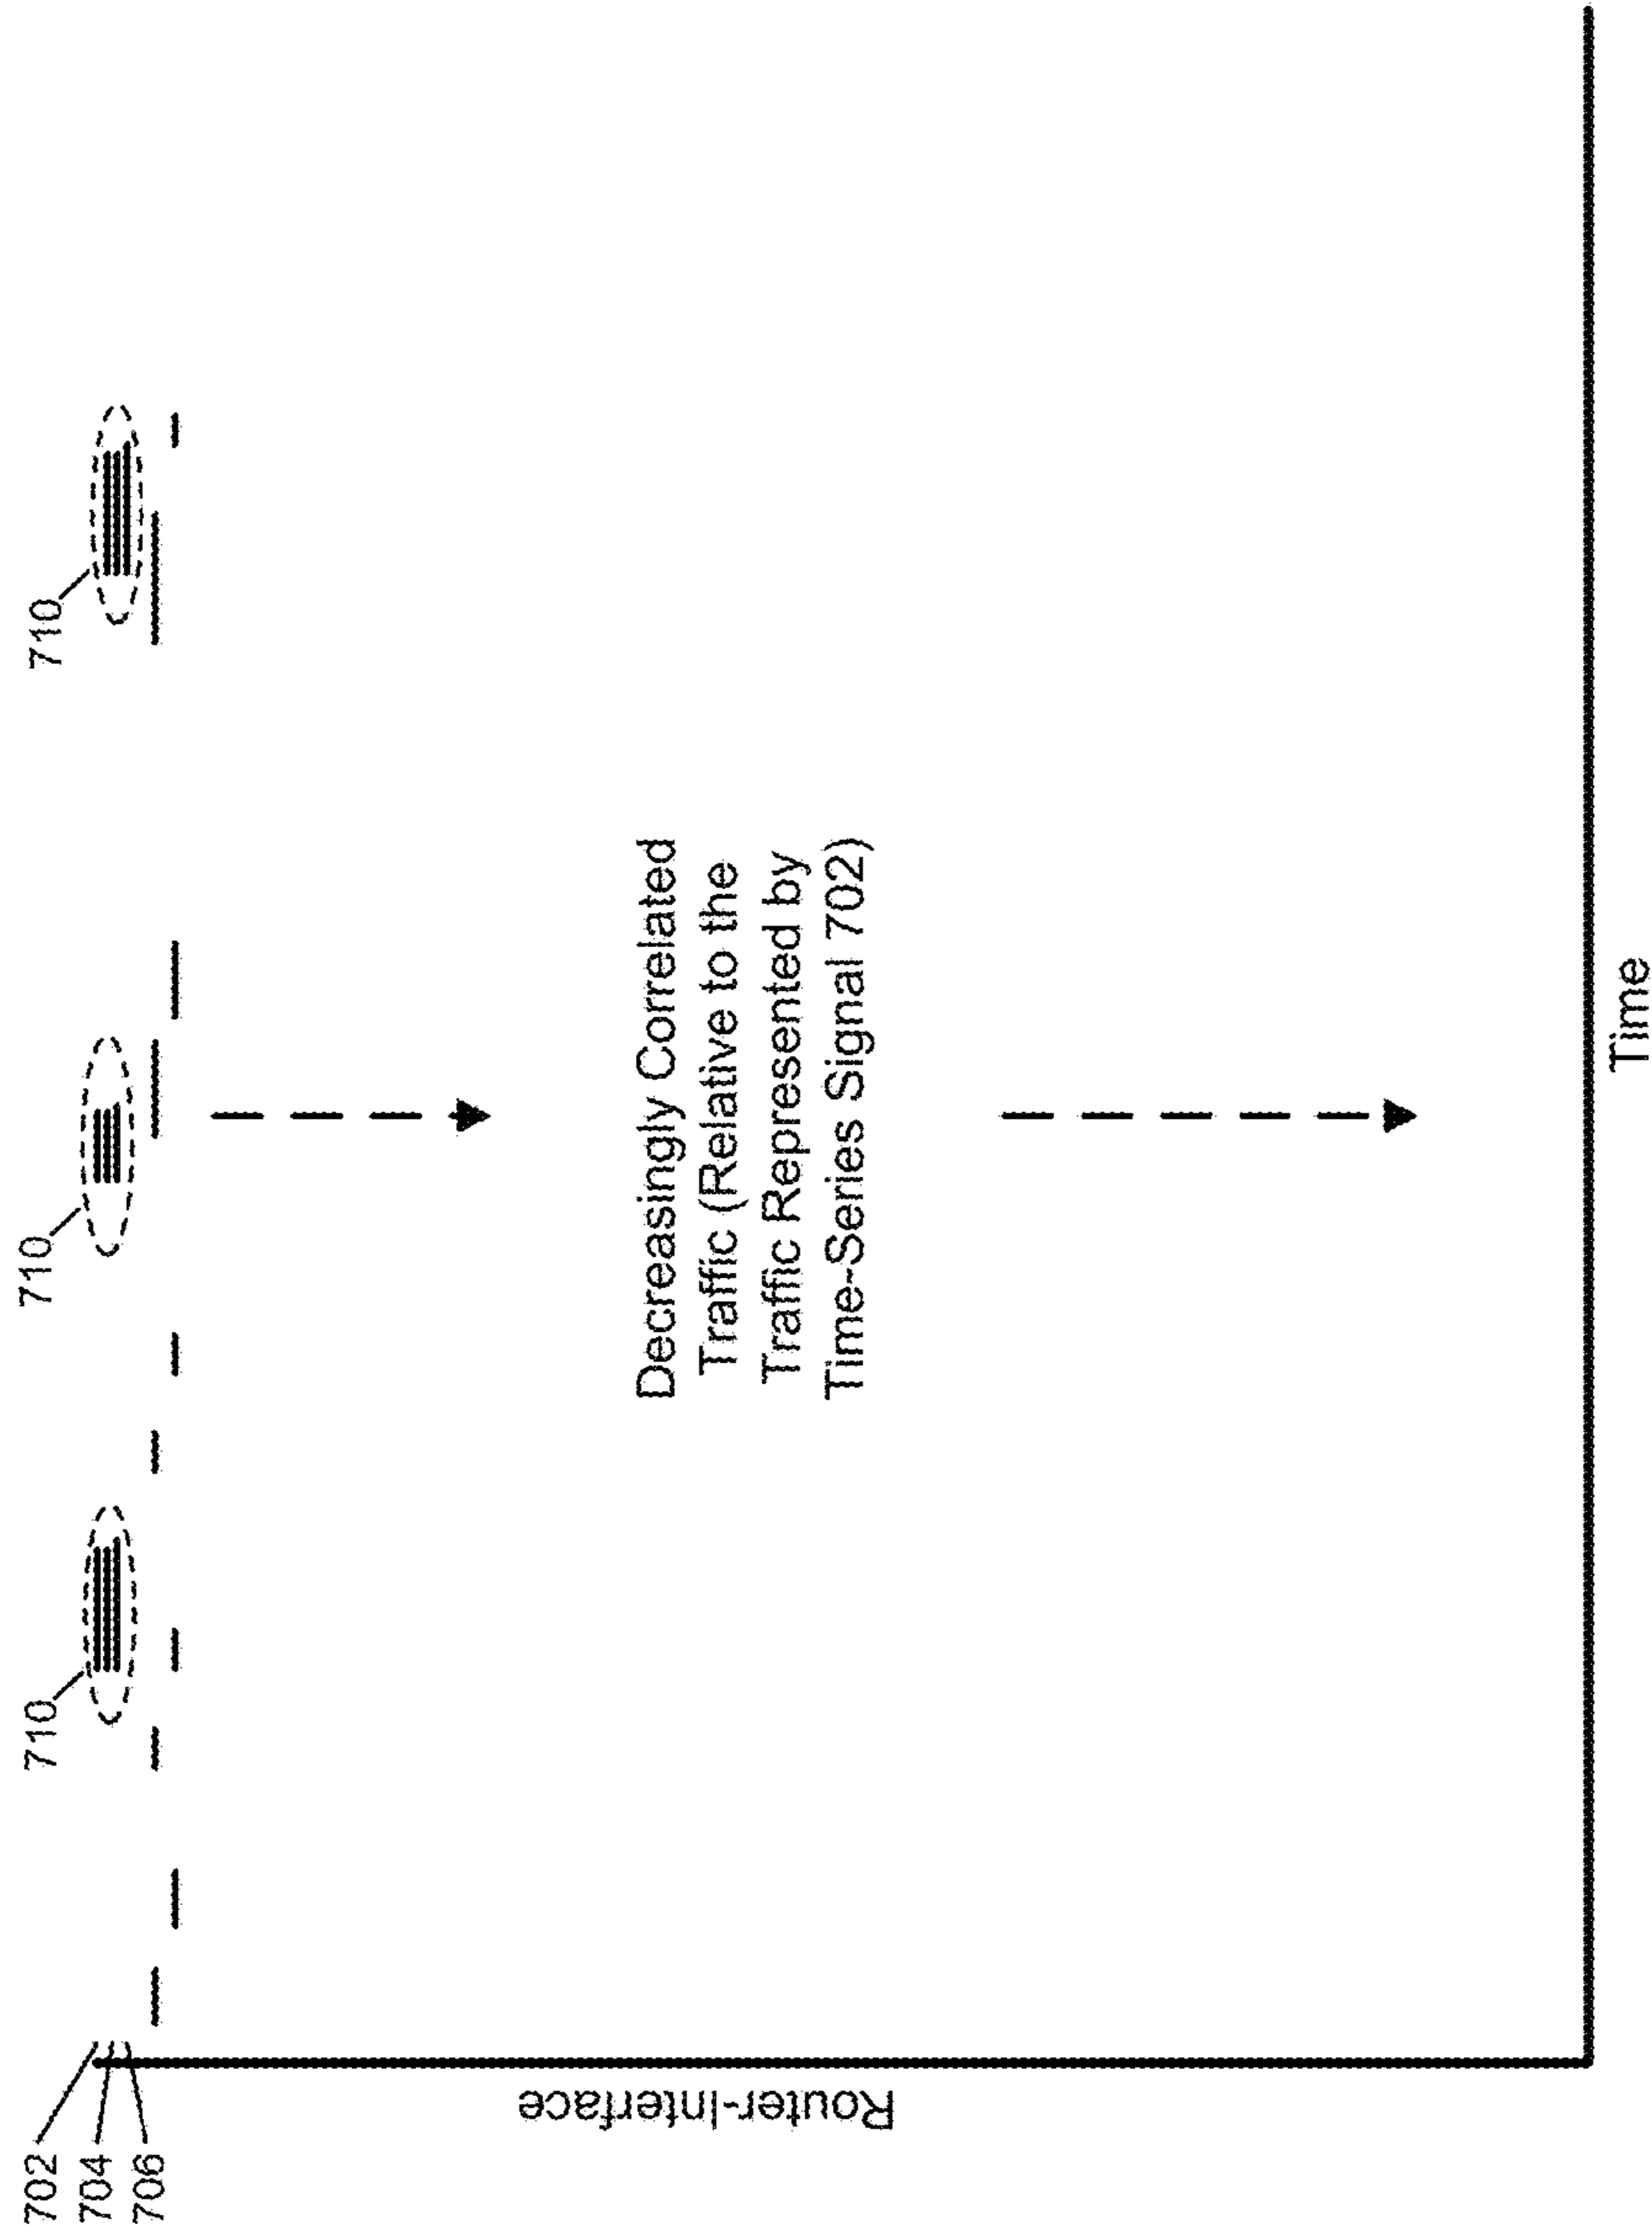 710
710
710
702
704
706
Decreasingly Correlated
Traffic (Relative to the
Traffic Represented by
Time-Series Signal 702)
Router-Interface
Time